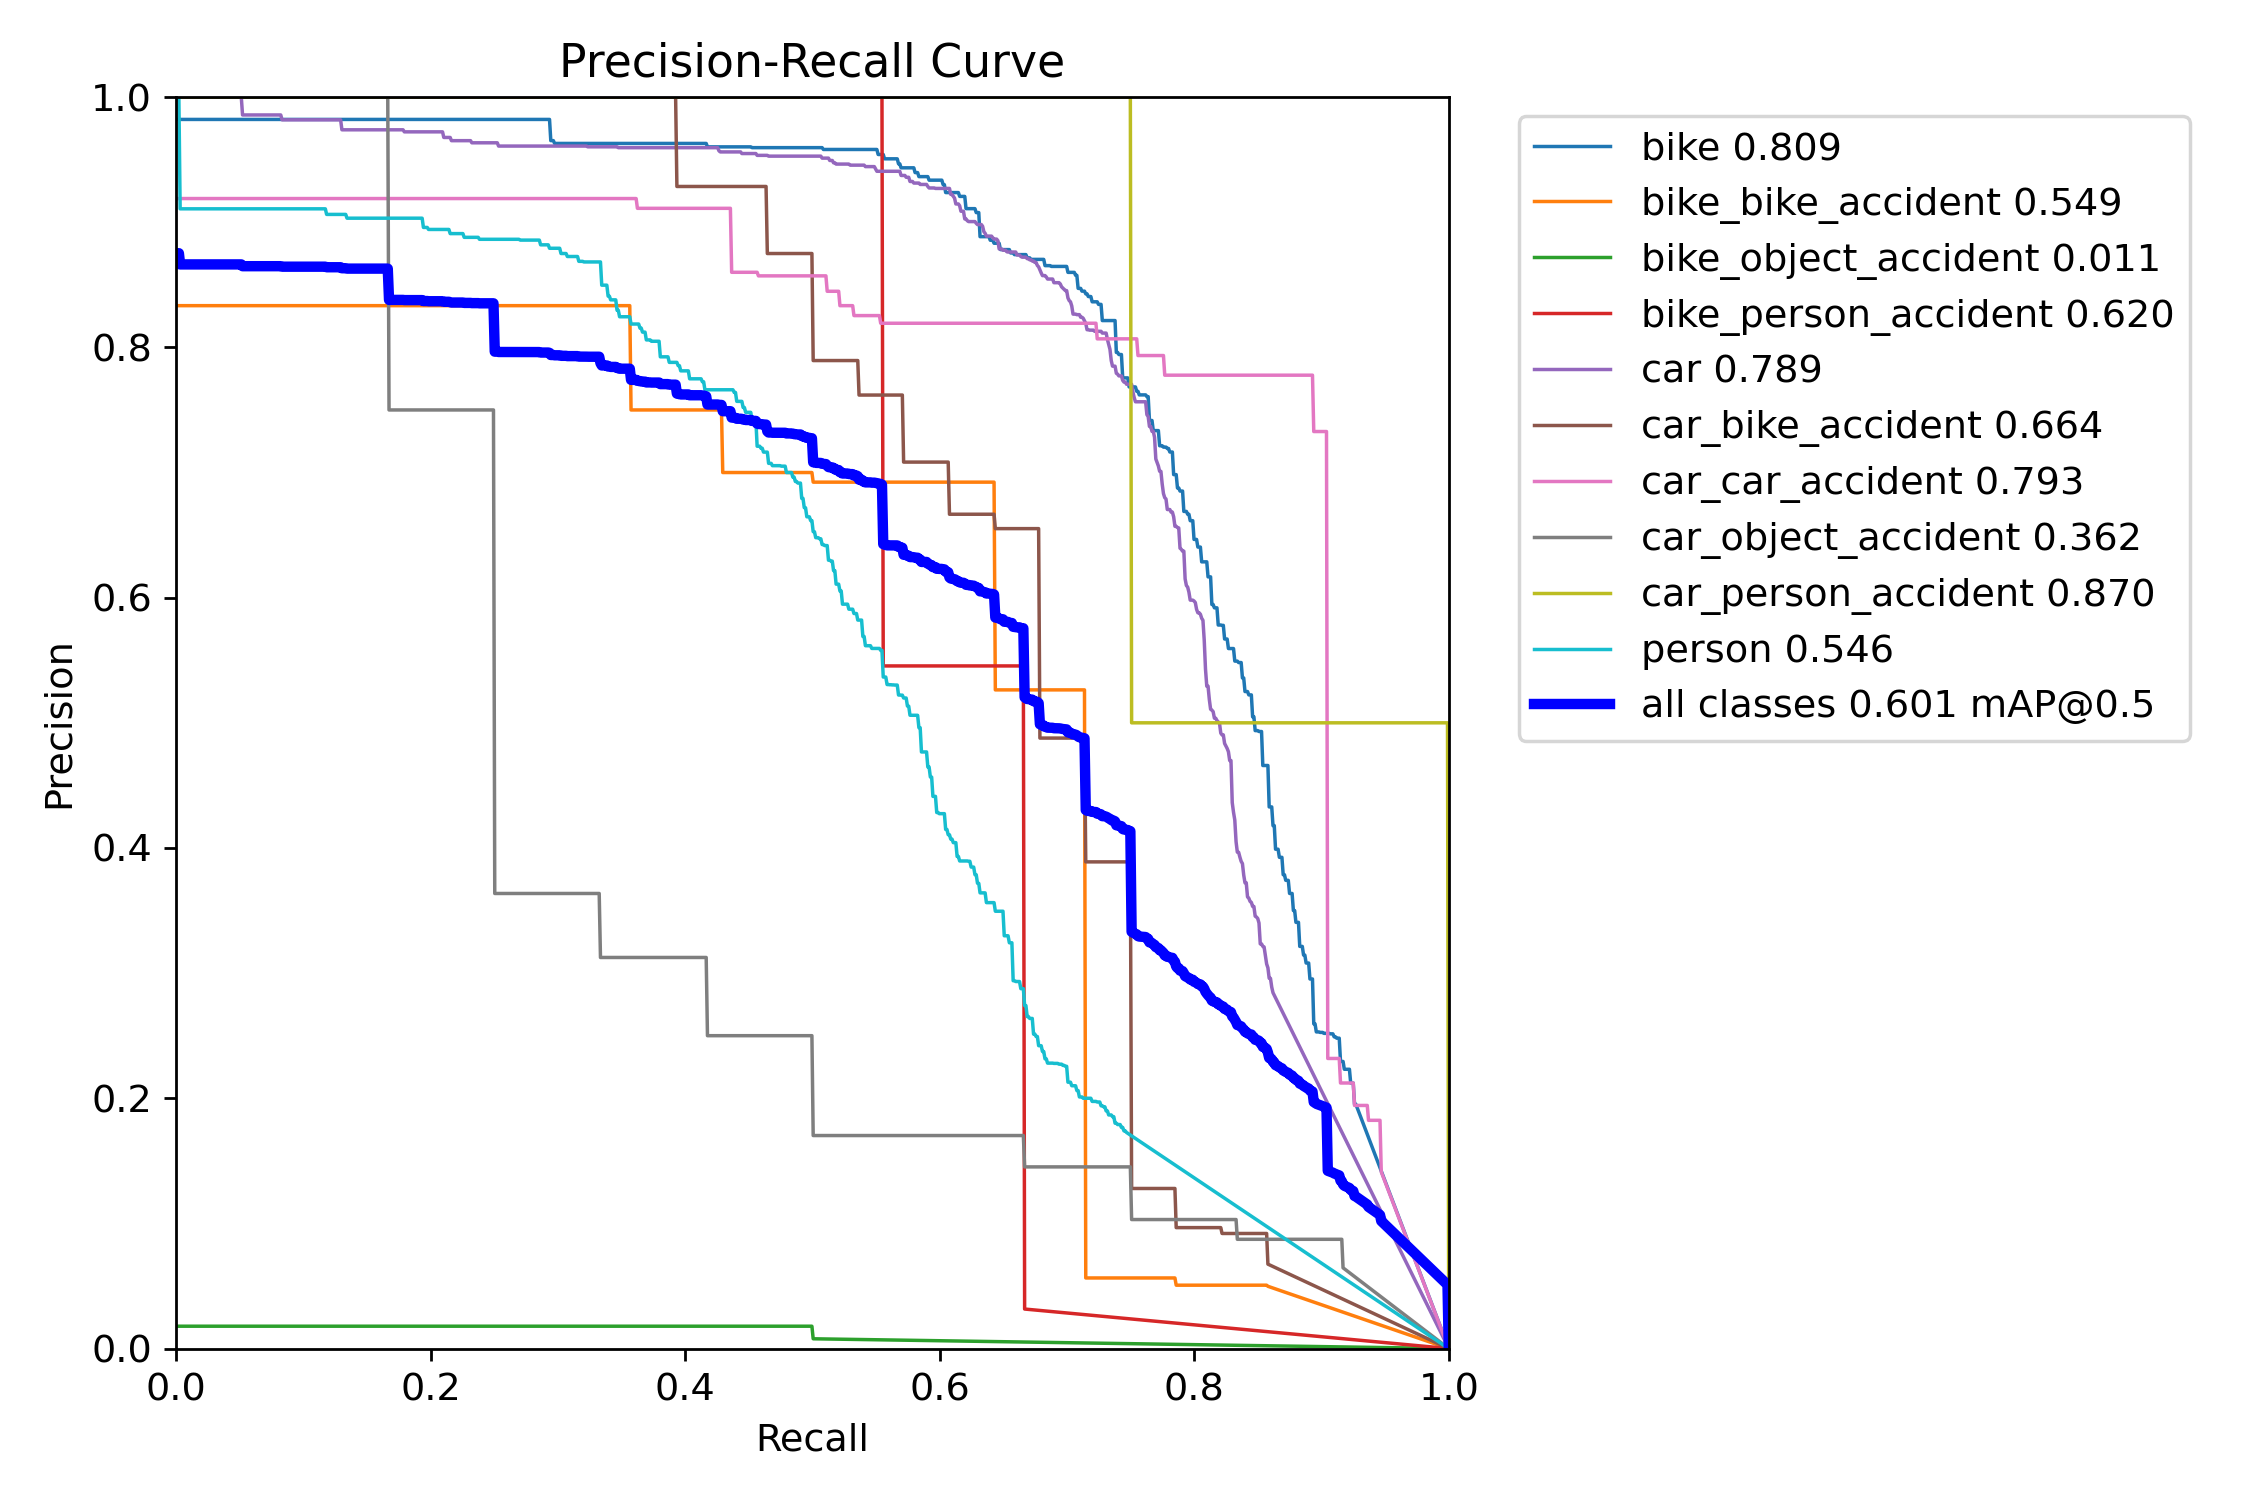 Precision-Recall Curve
1.0
0.8
0.6
0.4
0.2
0.0
Precision
0.0 0.2 0.4 0.6 0.8 1.0
Recall
bike 0.809
bike_bike_accident 0.549
bike_object_accident 0.011
bike_person_accident 0.620
car 0.789
car_bike_accident 0.664
car_car_accident 0.793
car_object_accident 0.362
car_person_accident 0.870
person 0.546
all classes 0.601 mAP@0.5